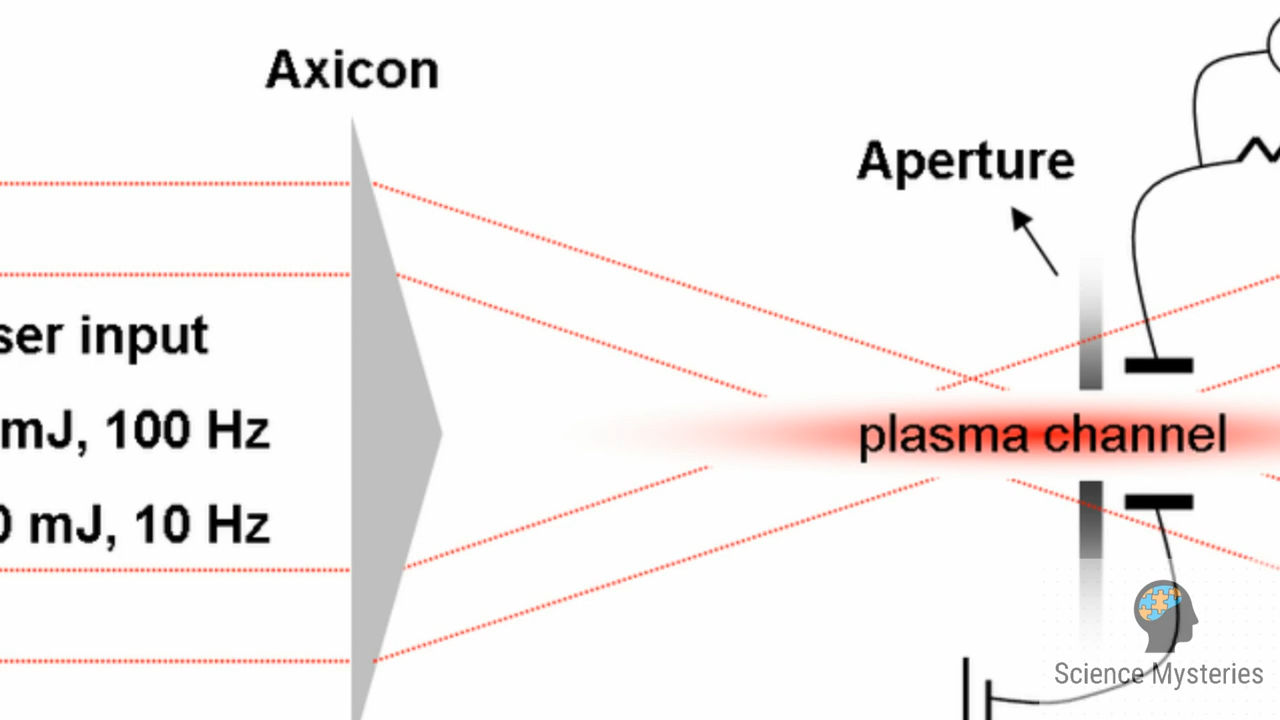 Axicon
Aperture
ser input
mJ, 100 Hz
plasma channel
0 mJ, 10 Hz
Science Mysteries